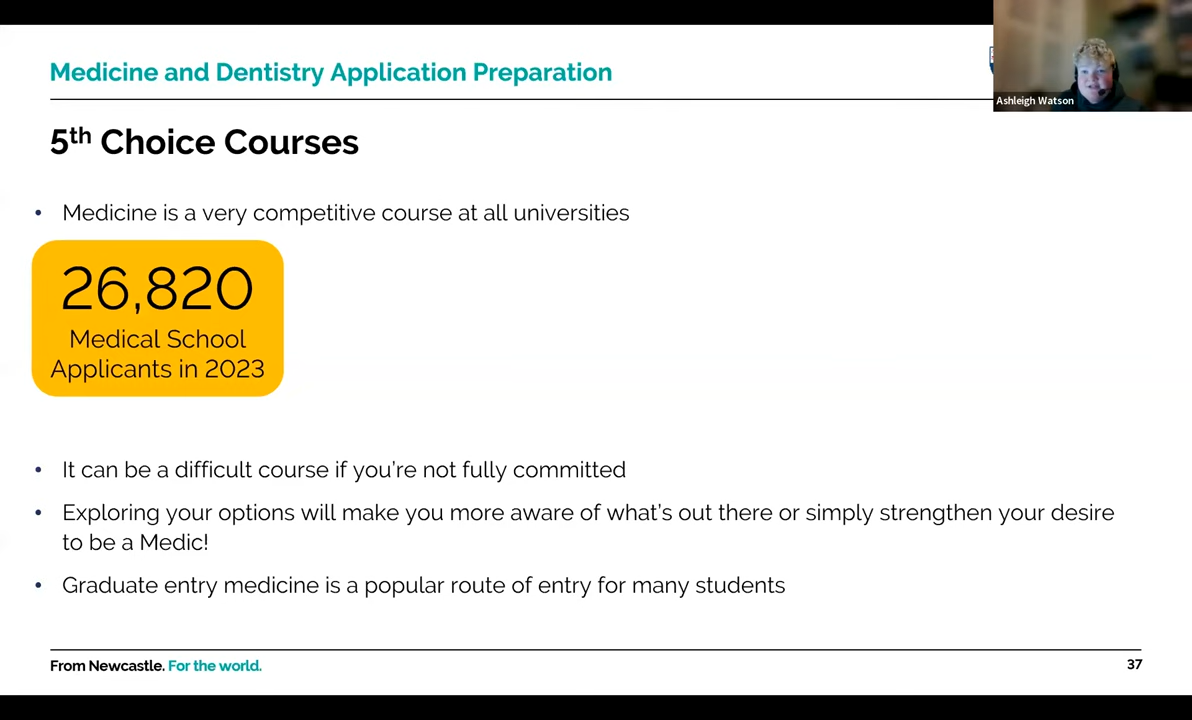 Medicine and Dentistry Application Preparation
Ashleigh Watson
5th Choice Courses
• Medicine is a very competitive course at all universities
26,820
Medical School
Applicants in 2023
• It can be a difficult course if you're not fully committed
• Exploring your options will make you more aware of what's out there or simply strengthen your desire
to be a Medic!
• Graduate entry medicine is a popular route of entry for many students
From Newcastle. For the world.
37